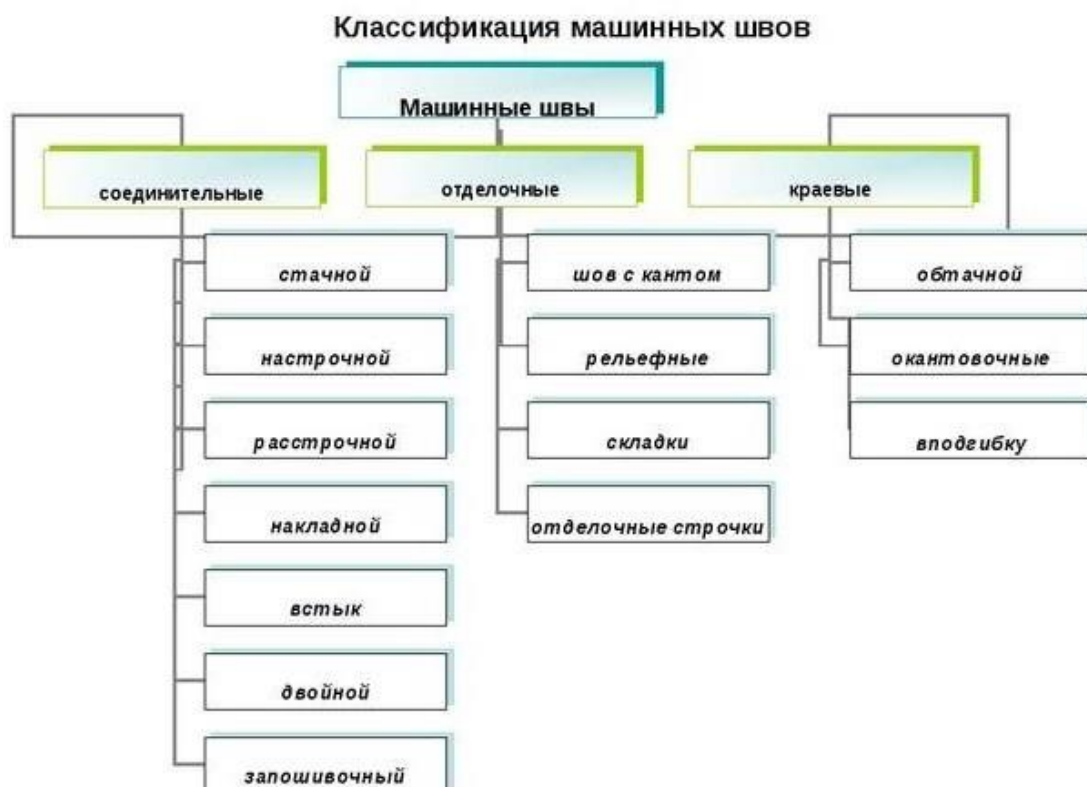 Классификация машинных швов
Машинные швы
соединительные
отделочные
краевые
стачной
настрочной
расстрочной
накладной
встык
двойной
запошивочный
шов с кантом
рельефные
складки
отделочные строчки
обтачной
окантовочные
вподгибку